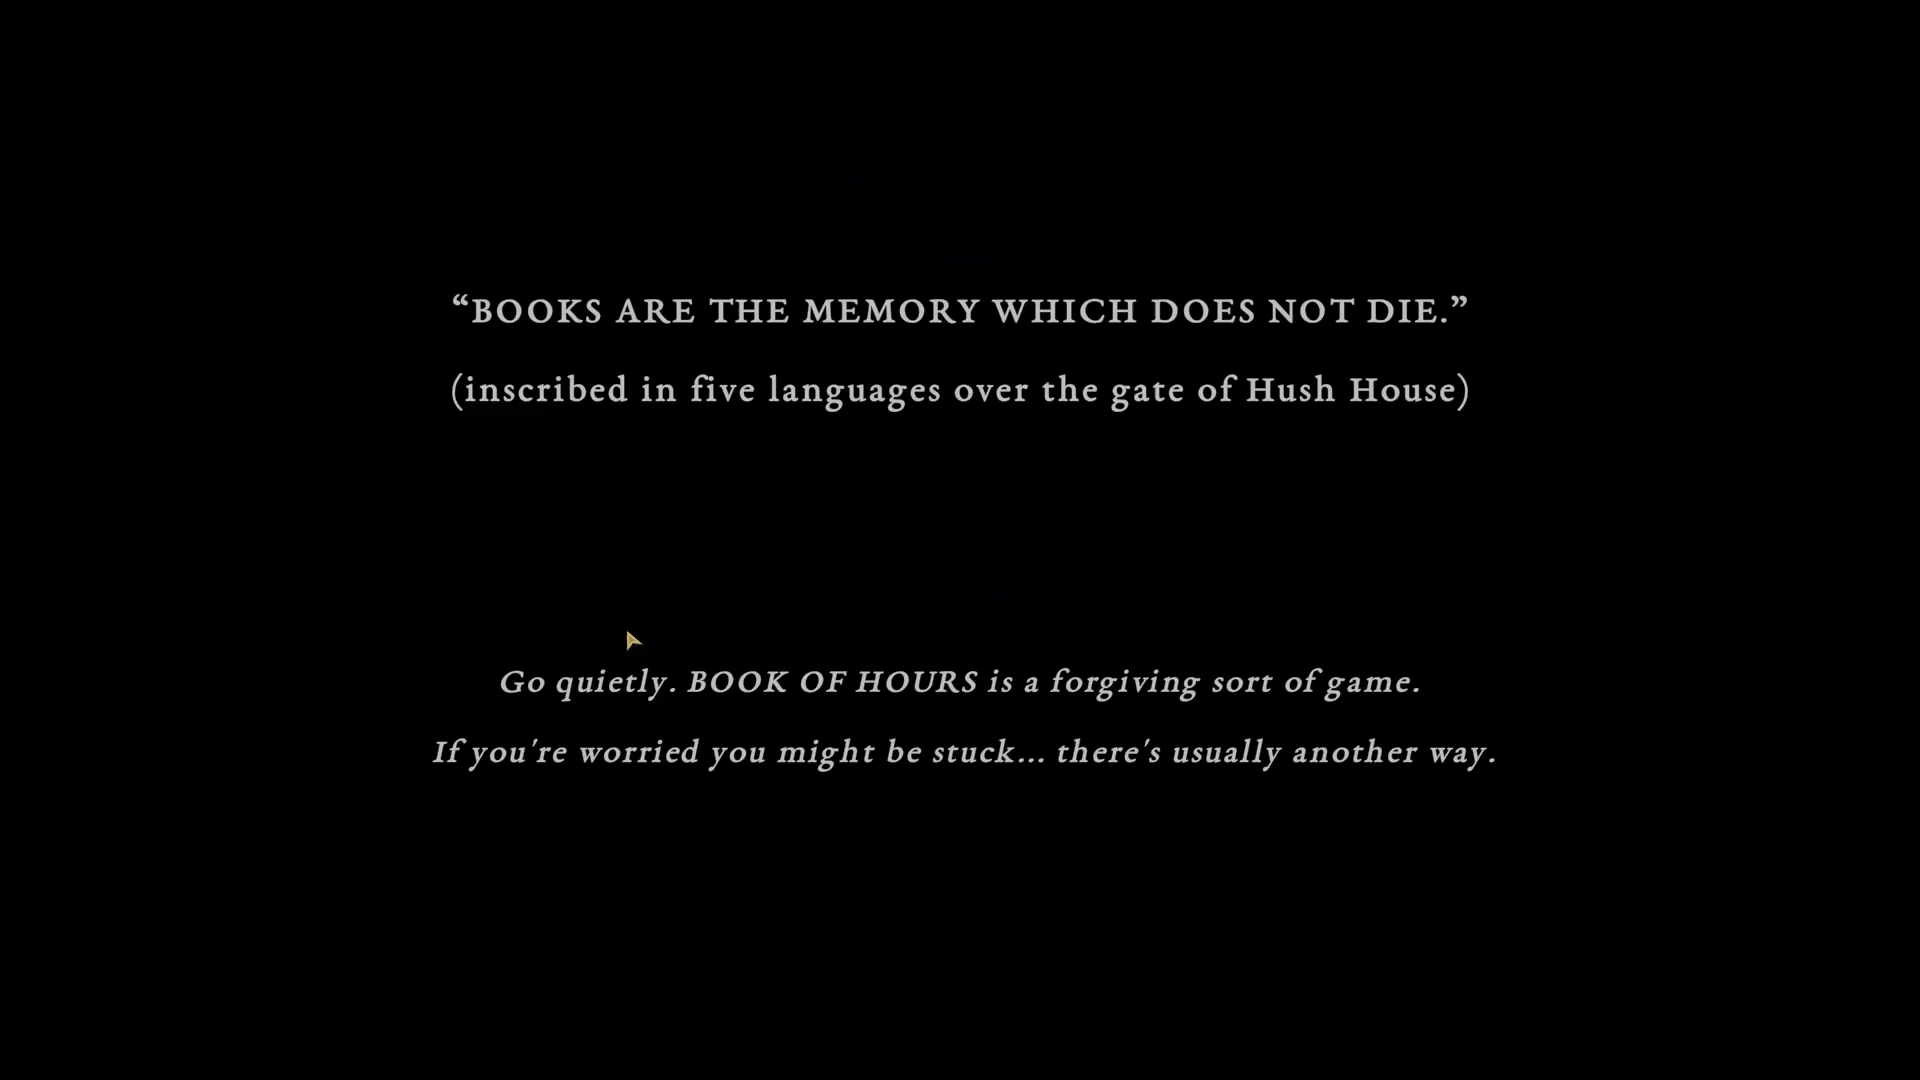 “BOOKS ARE THE MEMORY WHICH DOES NOT DIE.”
(inscribed in five languages over the gate of Hush House)
Go quietly. BOOK OF HOURS is a forgiving sort of game.
If you're worried you might be stuck... there's usually another way.